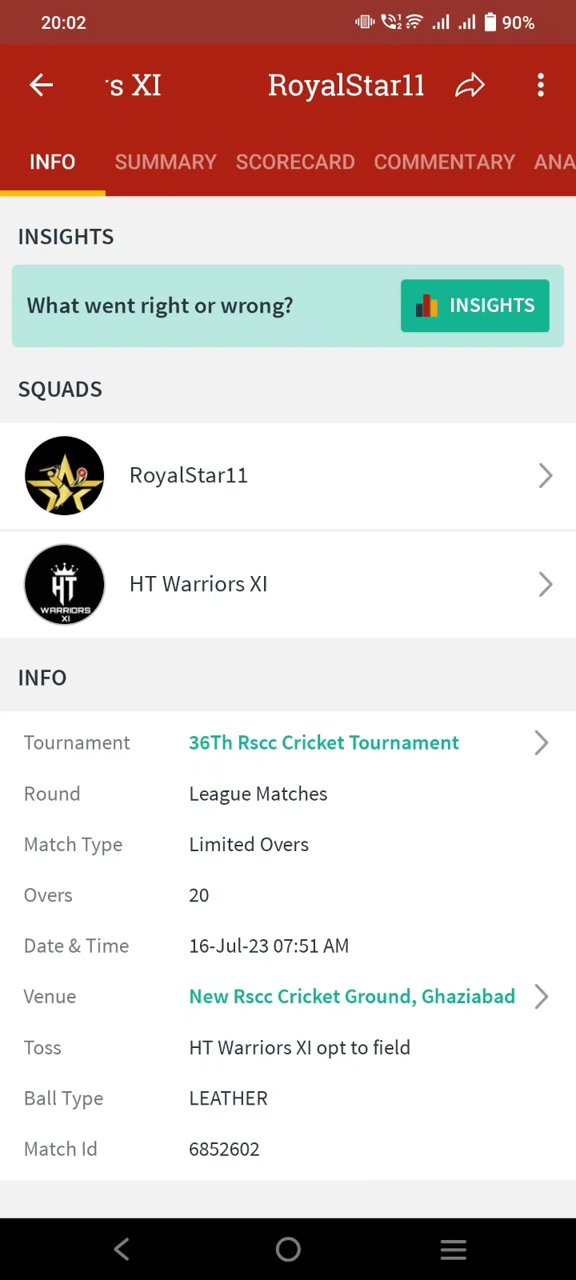 20:02 90%
s XI RoyalStar11
INFO SUMMARY SCORECARD COMMENTARY ANA
INSIGHTS
What went right or wrong? INSIGHTS
SQUADS
RoyalStar11
HT WARRIORS XI
HT Warriors XI
INFO
Tournament 36Th Rscc Cricket Tournament
Round League Matches
Match Type Limited Overs
Overs 20
Date & Time 16-Jul-23 07:51 AM
Venue New Rscc Cricket Ground, Ghaziabad
Toss HT Warriors XI opt to field
Ball Type LEATHER
Match Id 6852602